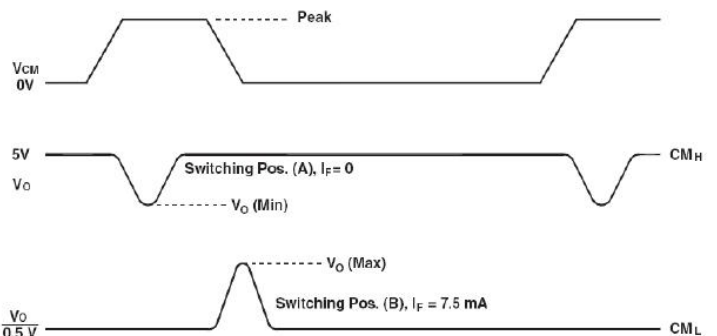 Peak
VCM
0V
5V
CMH
Switching Pos. (A), IF= 0
VO
VO (Min)
VO (Max)
Switching Pos. (B), IF = 7.5 mA
VO
0.5 V
CML